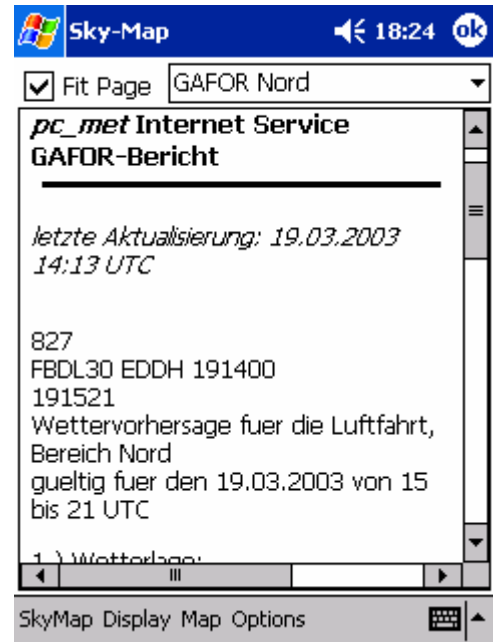 Sky-Map 18:24 ok
Fit Page GAFOR Nord
pc_met Internet Service
GAFOR-Bericht
letzte Aktualisierung: 19.03.2003
14:13 UTC
827
FBDL30 EDDH 191400
191521
Wettervorhersage fuer die Luftfahrt,
Bereich Nord
gueltig fuer den 19.03.2003 von 15
bis 21 UTC
1.) Wetterlage:
SkyMap Display Map Options